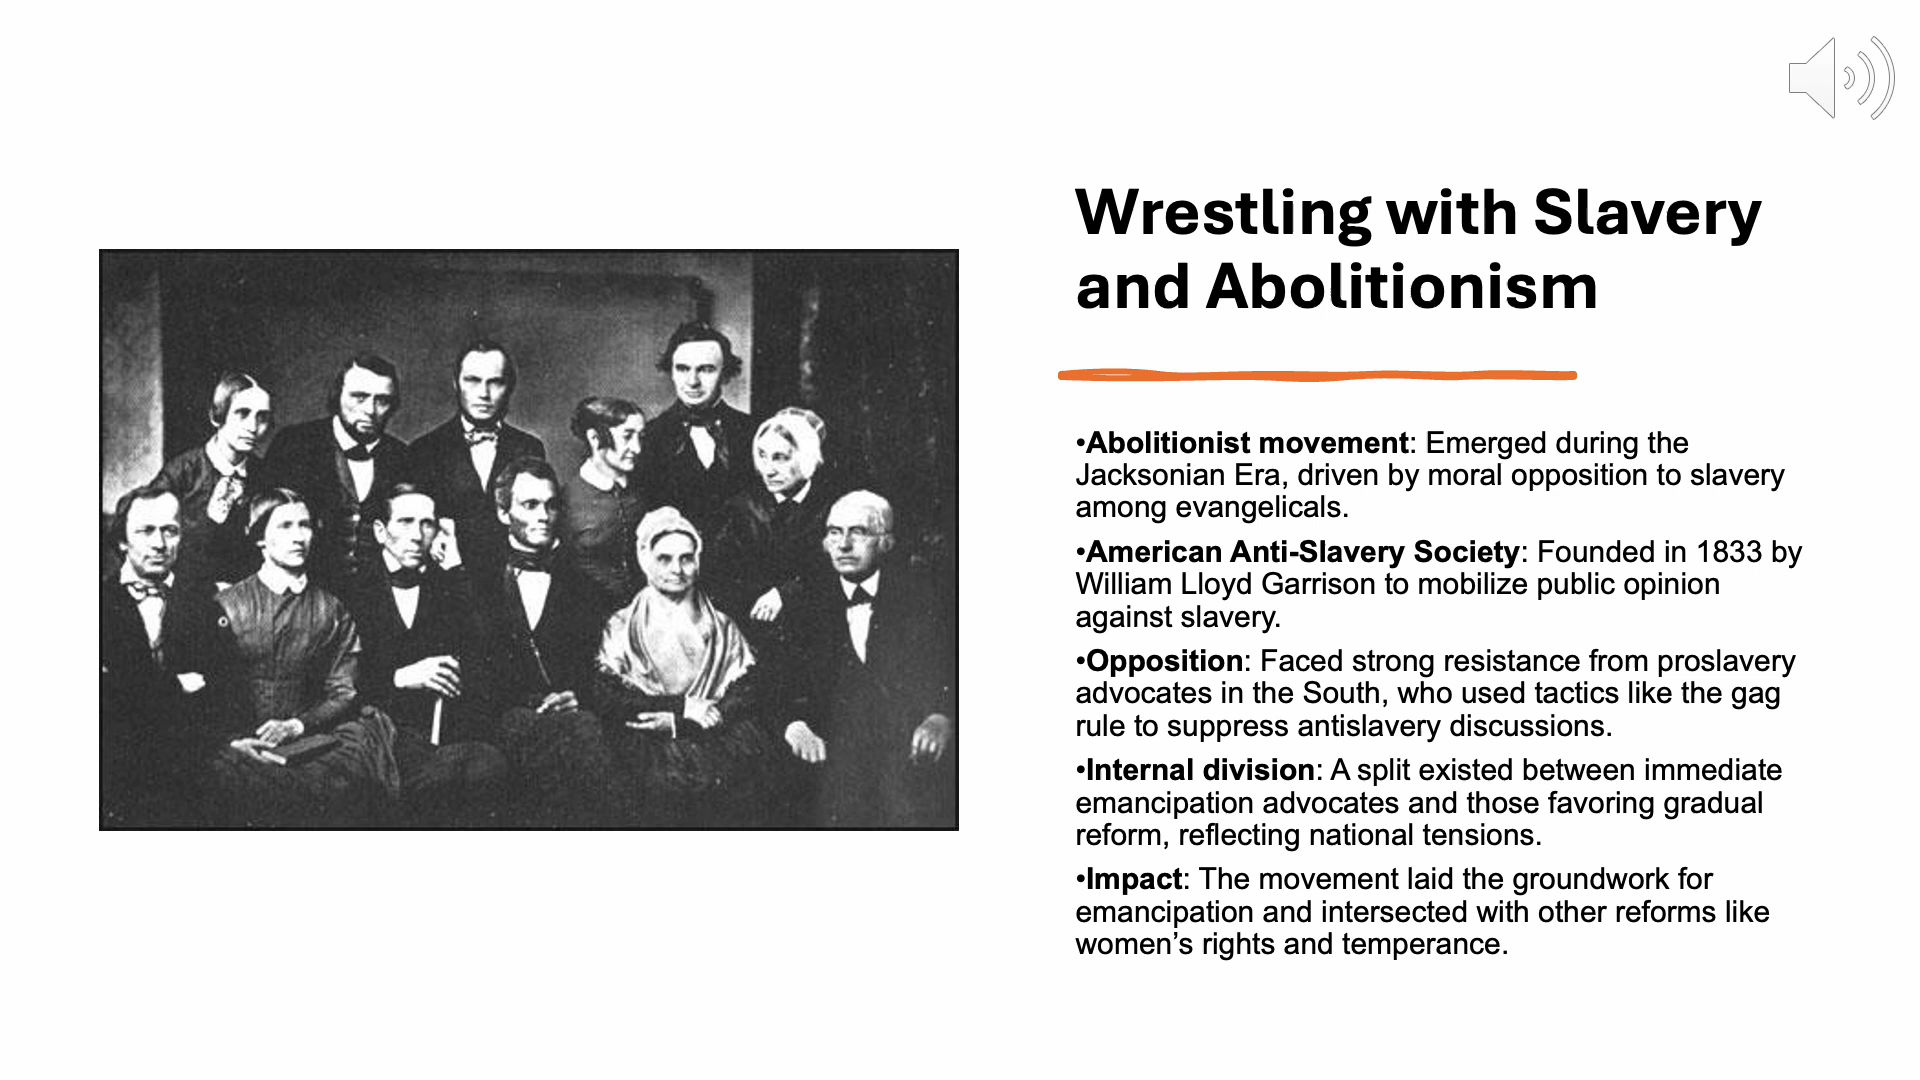 Wrestling with Slavery
and Abolitionism
•Abolitionist movement: Emerged during the
Jacksonian Era, driven by moral opposition to slavery
among evangelicals.
•American Anti-Slavery Society: Founded in 1833 by
William Lloyd Garrison to mobilize public opinion
against slavery.
•Opposition: Faced strong resistance from proslavery
advocates in the South, who used tactics like the gag
rule to suppress antislavery discussions.
•Internal division: A split existed between immediate
emancipation advocates and those favoring gradual
reform, reflecting national tensions.
•Impact: The movement laid the groundwork for
emancipation and intersected with other reforms like
women’s rights and temperance.